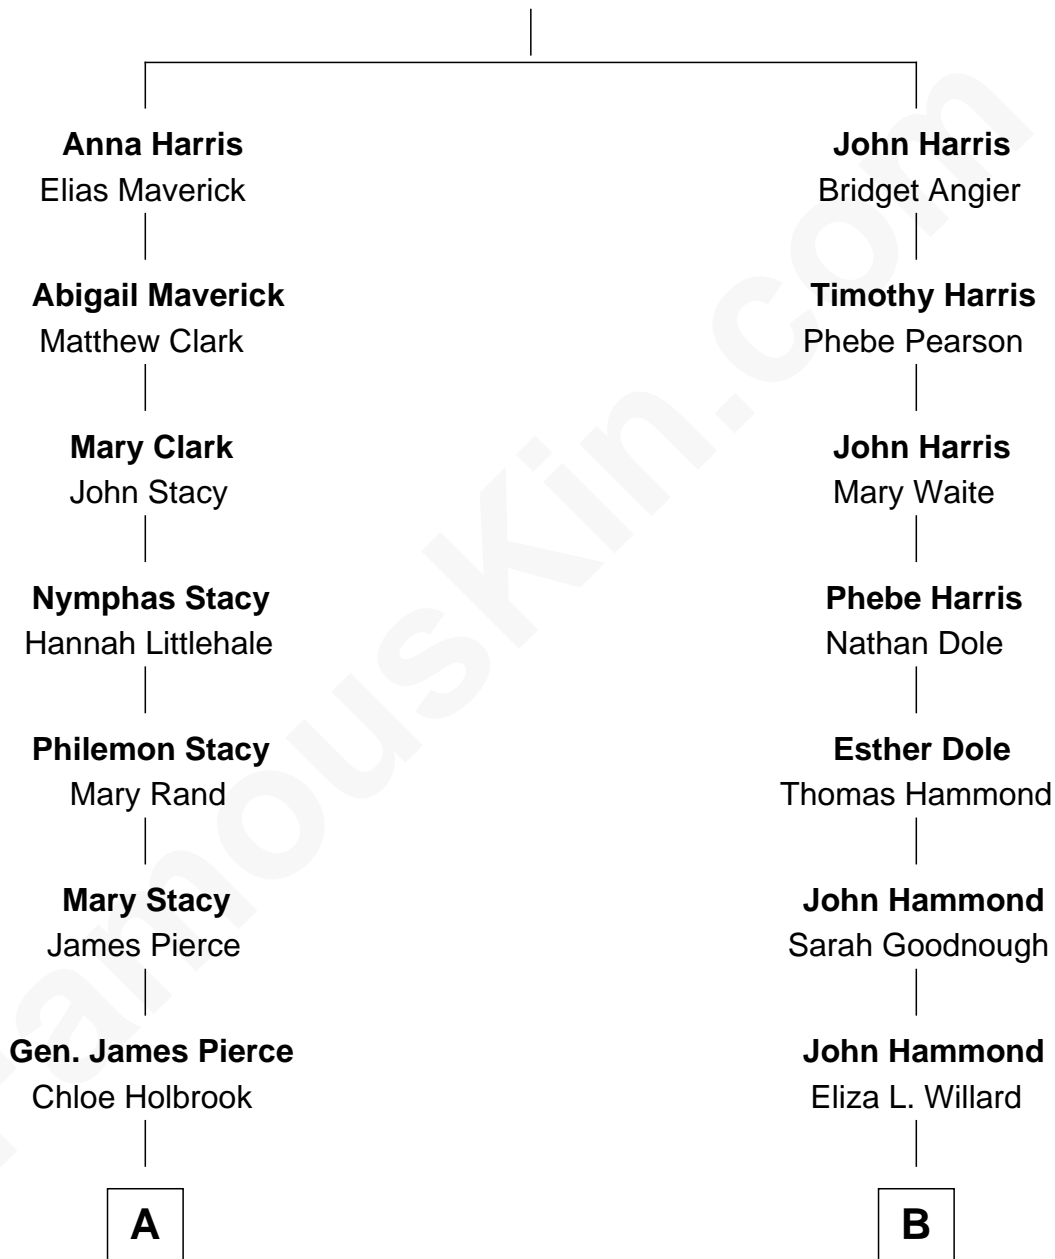 Anna Harris
Elias Maverick
Abigail Maverick
Matthew Clark
Mary Clark
John Stacy
Nymphas Stacy
Hannah Littlehale
Philemon Stacy
Mary Rand
Mary Stacy
James Pierce
Gen. James Pierce
Chloe Holbrook
A
John Harris
Bridget Angier
Timothy Harris
Phebe Pearson
John Harris
Mary Waite
Phebe Harris
Nathan Dole
Esther Dole
Thomas Hammond
John Hammond
Sarah Goodnough
John Hammond
Eliza L. Willard
B
FamousKin.com